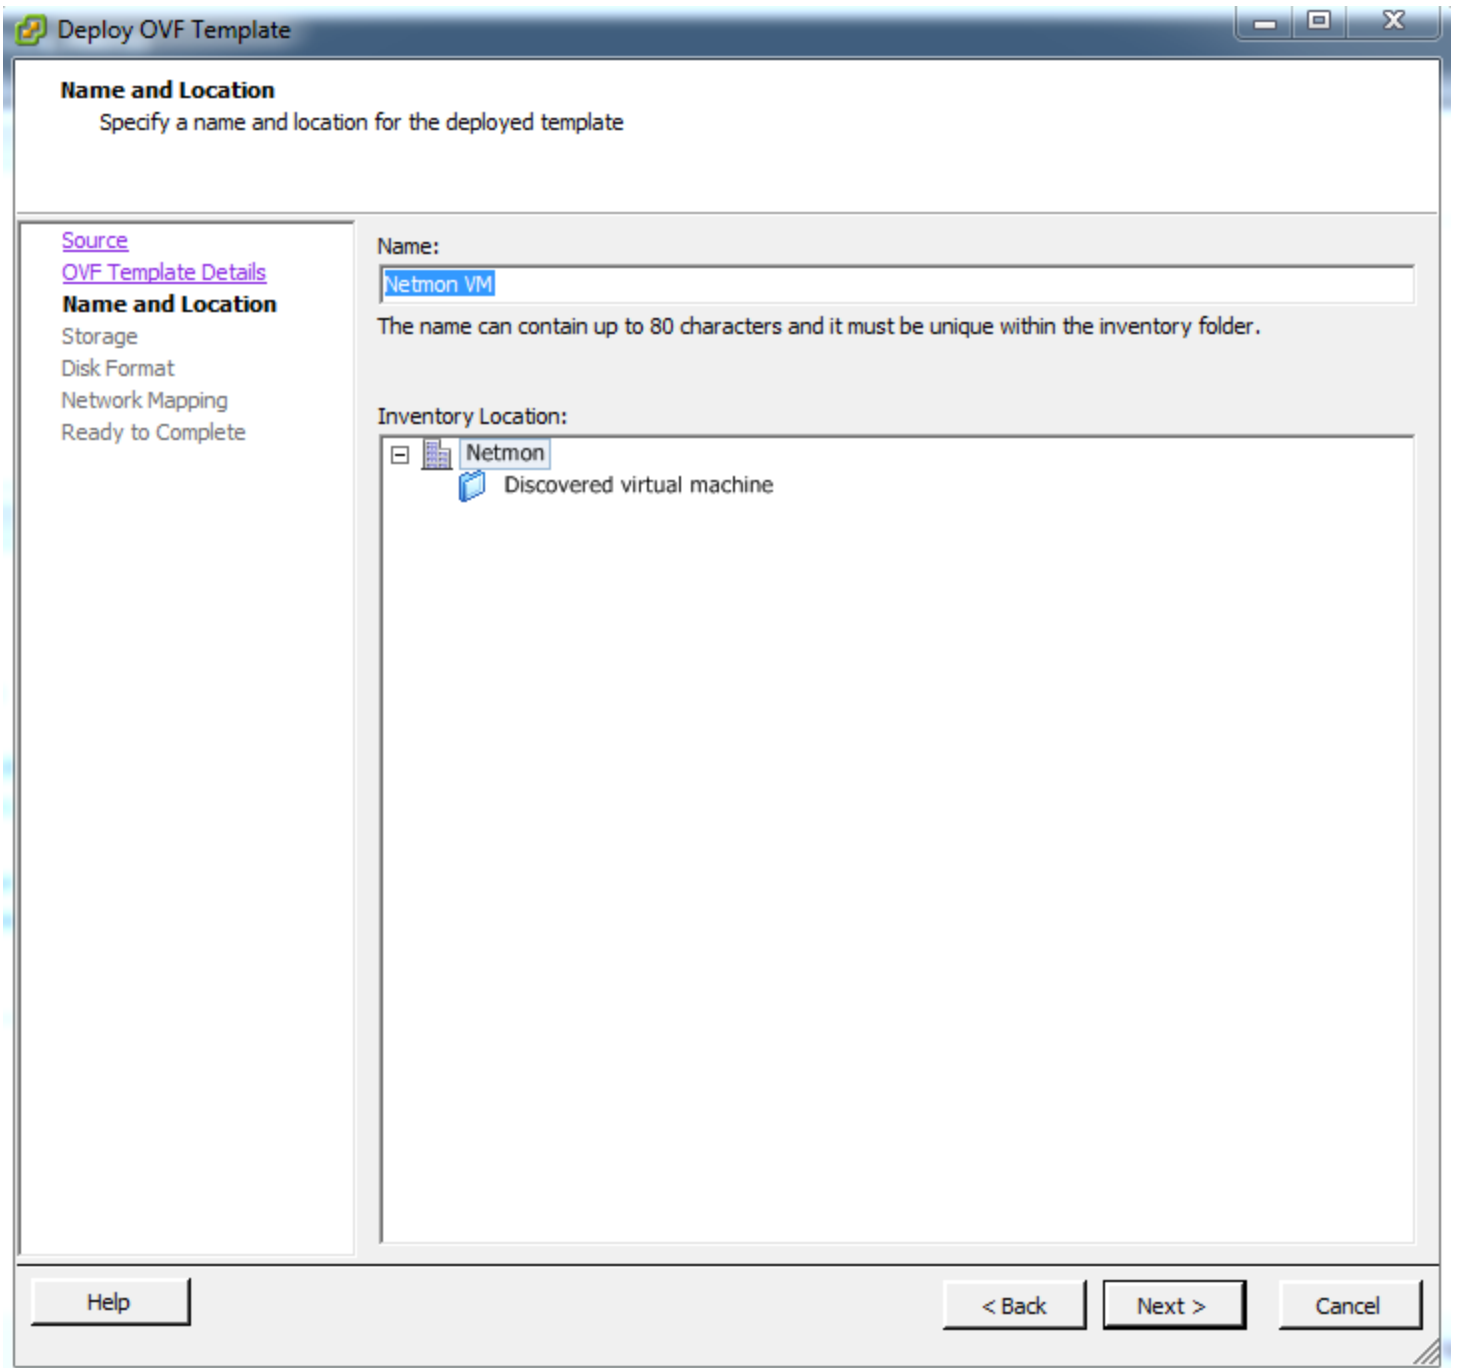 Deploy OVF Template
Name and Location
Specify a name and location for the deployed template
Source
OVF Template Details
Name and Location
Storage
Disk Format
Network Mapping
Ready to Complete
Name:
Netmon VM
The name can contain up to 80 characters and it must be unique within the inventory folder.
Inventory Location:
Netmon
Discovered virtual machine
Help
< Back
Next >
Cancel